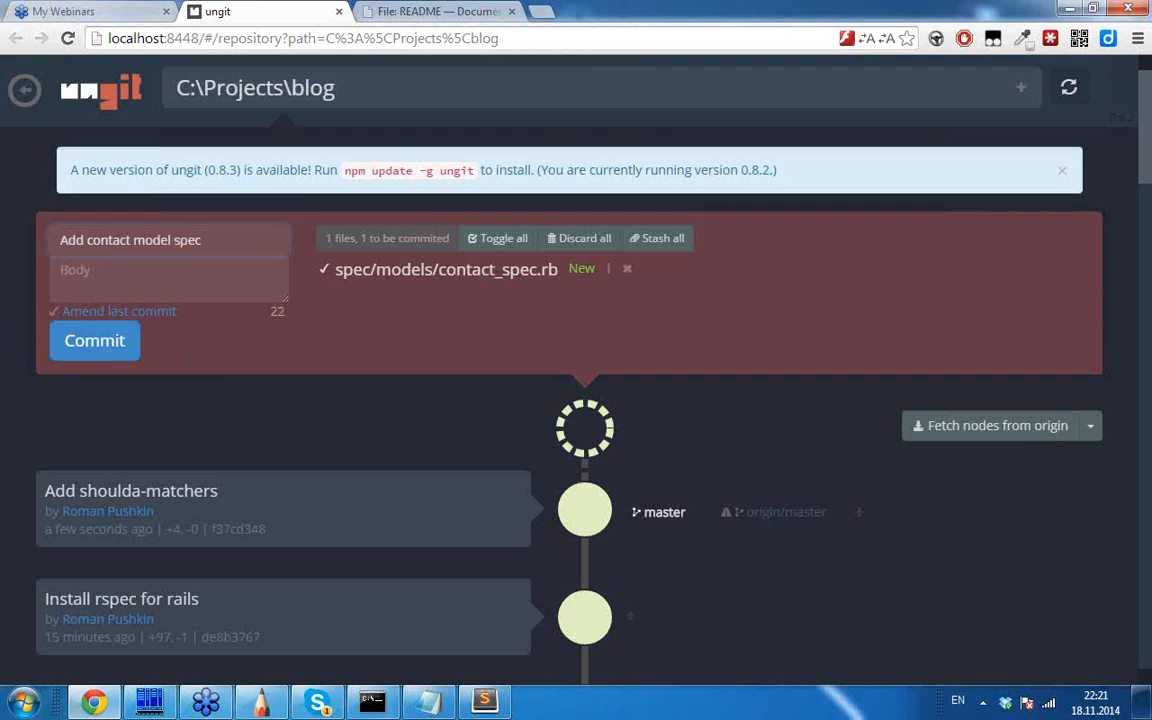 My Webinars
ungit
File: README — Docume
localhost:8448/#/repository?path=C%3A%5CProjects%5Cblog
ungit
C:\Projects\blog
A new version of ungit (0.8.3) is available! Run npm update -g ungit to install. (You are currently running version 0.8.2.)
Add contact model spec
1 files, 1 to be commited
Toggle all
Discard all
Stash all
Body
spec/models/contact_spec.rb New
Amend last commit
22
Commit
Fetch nodes from origin
Add shoulda-matchers
by Roman Pushkin
a few seconds ago | +4, -0 | f37cd348
master
origin/master
Install rspec for rails
by Roman Pushkin
15 minutes ago | +97, -1 | de8b3767
EN
22:21
18.11.2014